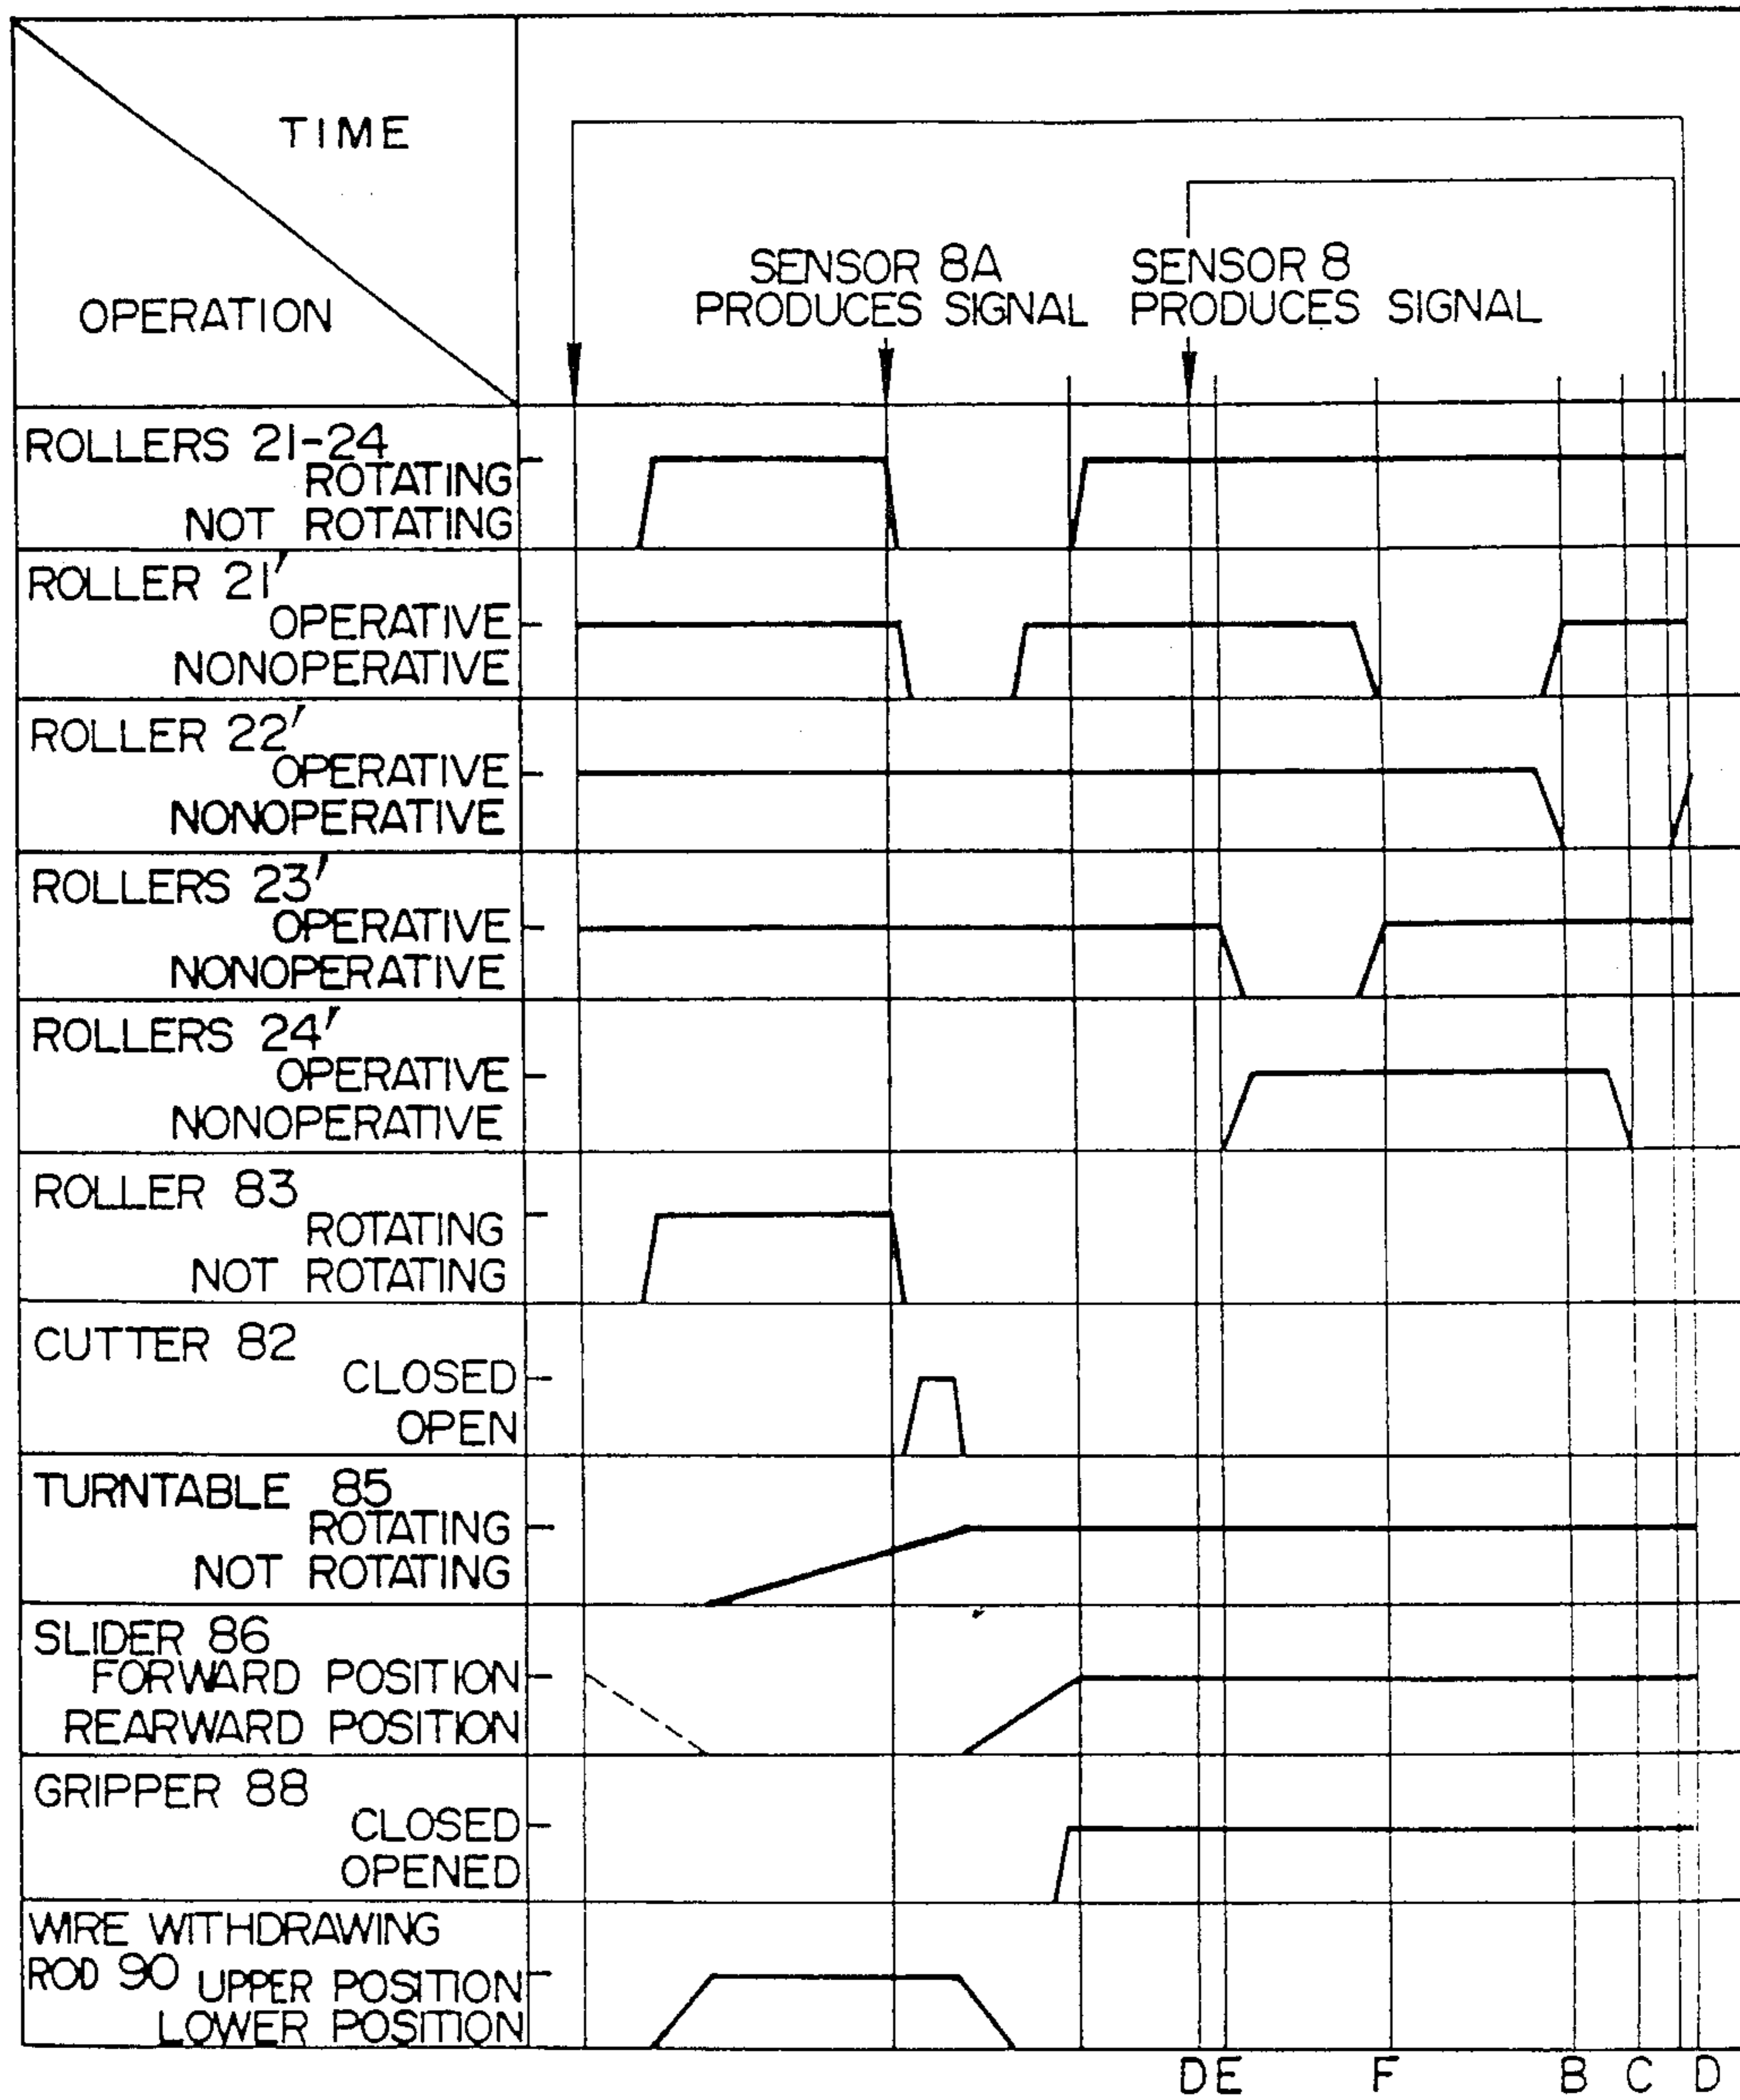 TIME
OPERATION
SENSOR 8A
PRODUCES SIGNAL
SENSOR 8
PRODUCES SIGNAL
ROLLERS 21-24
ROTATING
NOT ROTATING
ROLLER 21'
OPERATIVE
NONOPERATIVE
ROLLER 22'
OPERATIVE
NONOPERATIVE
ROLLERS 23'
OPERATIVE
NONOPERATIVE
ROLLERS 24'
OPERATIVE
NONOPERATIVE
ROLLER 83
ROTATING
NOT ROTATING
CUTTER 82
CLOSED
OPEN
TURNTABLE 85
ROTATING
NOT ROTATING
SLIDER 86
FORWARD POSITION
REARWARD POSITION
GRIPPER 88
CLOSED
OPENED
WIRE WITHDRAWING
ROD 90 UPPER POSITION
LOWER POSITION
D E F B C D